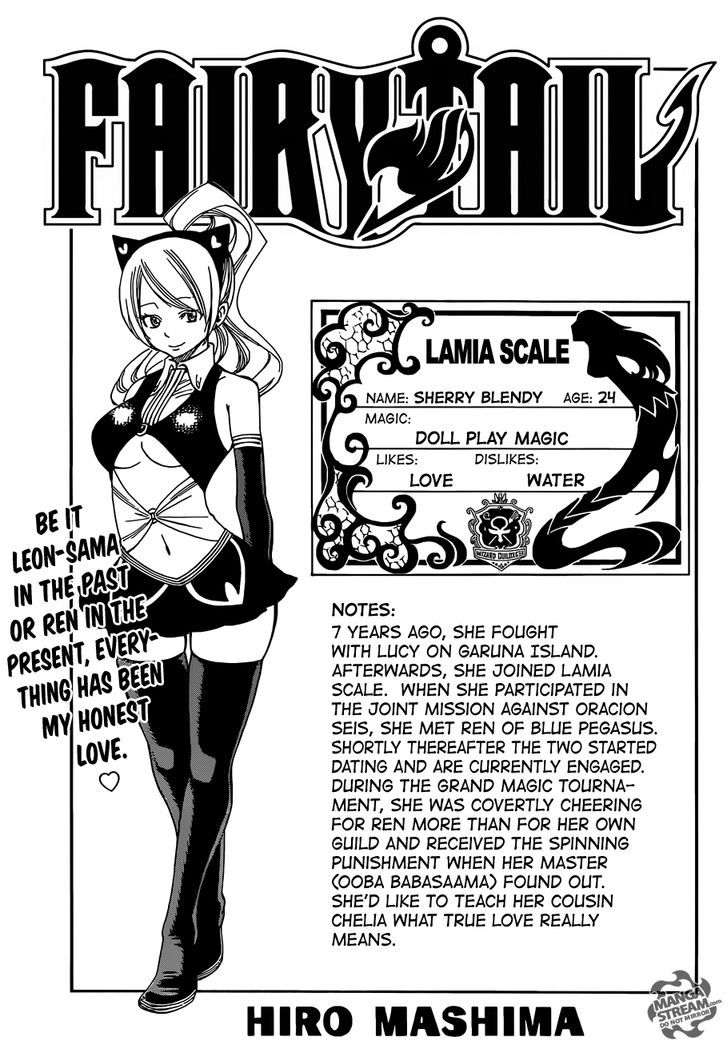 FAIRY TAIL
LAMIA SCALE
NAME: SHERRY BLENDY AGE: 24
MAGIC:
DOLL PLAY MAGIC
LIKES: DISLIKES:
LOVE WATER
WIZARD GUILDES
BE IT
LEON-SAMA
IN THE PAST
OR REN IN THE
PRESENT, EVERY-
THING HAS BEEN
MY HONEST
LOVE.
NOTES:
7 YEARS AGO, SHE FOUGHT
WITH LUCY ON GARUNA ISLAND.
AFTERWARDS, SHE JOINED LAMIA
SCALE. WHEN SHE PARTICIPATED IN
THE JOINT MISSION AGAINST ORACION
SEIS, SHE MET REN OF BLUE PEGASUS.
SHORTLY THEREAFTER THE TWO STARTED
DATING AND ARE CURRENTLY ENGAGED.
DURING THE GRAND MAGIC TOURNA-
MENT, SHE WAS COVERTLY CHEERING
FOR REN MORE THAN FOR HER OWN
GUILD AND RECEIVED THE SPINNING
PUNISHMENT WHEN HER MASTER
(OOBA BABASAAMA) FOUND OUT.
SHE'D LIKE TO TEACH HER COUSIN
CHELIA WHAT TRUE LOVE REALLY
MEANS.
HIRO MASHIMA
MANGA
STREAM.com
DO NOT MIRROR